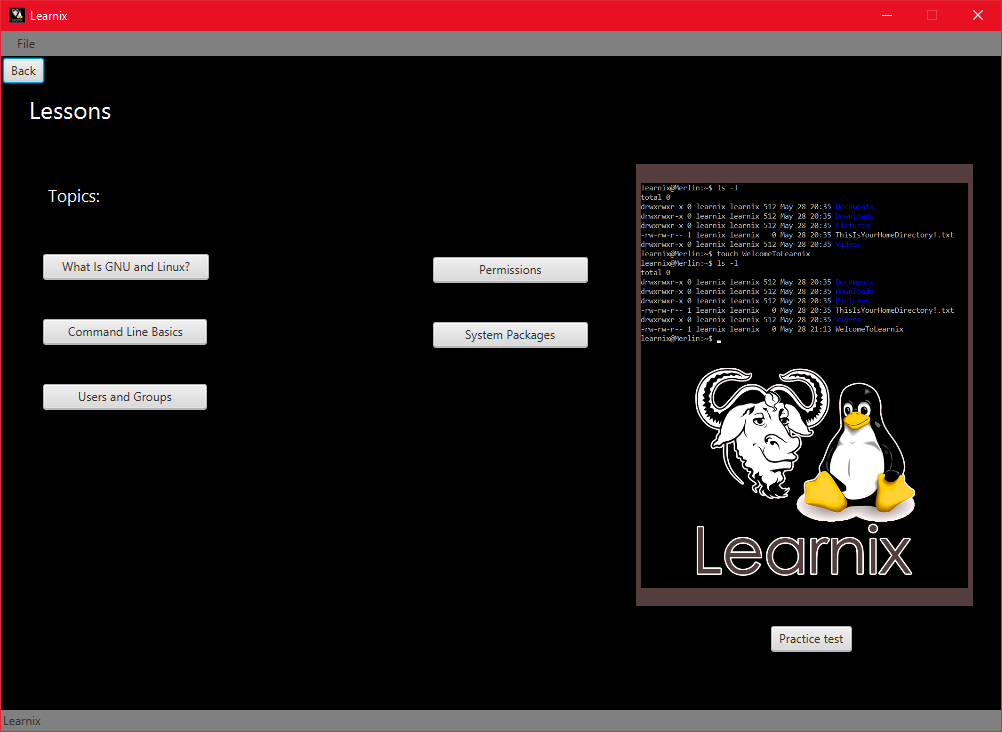 Learnix
File
Back
Lessons
Topics:
What Is GNU and Linux?
Command Line Basics
Users and Groups
Permissions
System Packages
learnix@Merlin:~$ ls -l
total 0
drwxrwxr-x 0 learnix learnix 512 May 28 20:35 Documents
drwxrwxr-x 0 learnix learnix 512 May 28 20:35 Downloads
drwxrwxr-x 0 learnix learnix 512 May 28 20:35 Pictures
-rw-rw-r-- 1 learnix learnix   0 May 28 20:35 ThisIsYourHomeDirectory!.txt
drwxrwxr-x 0 learnix learnix 512 May 28 20:35 Videos
learnix@Merlin:~$ touch WelcomeToLearnix
learnix@Merlin:~$ ls -l
total 0
drwxrwxr-x 0 learnix learnix 512 May 28 20:35 Documents
drwxrwxr-x 0 learnix learnix 512 May 28 20:35 Downloads
drwxrwxr-x 0 learnix learnix 512 May 28 20:35 Pictures
-rw-rw-r-- 1 learnix learnix   0 May 28 20:35 ThisIsYourHomeDirectory!.txt
drwxrwxr-x 0 learnix learnix 512 May 28 20:35 Videos
-rw-rw-r-- 1 learnix learnix   0 May 28 21:13 WelcomeToLearnix
learnix@Merlin:~$
Learnix
Practice test
Learnix